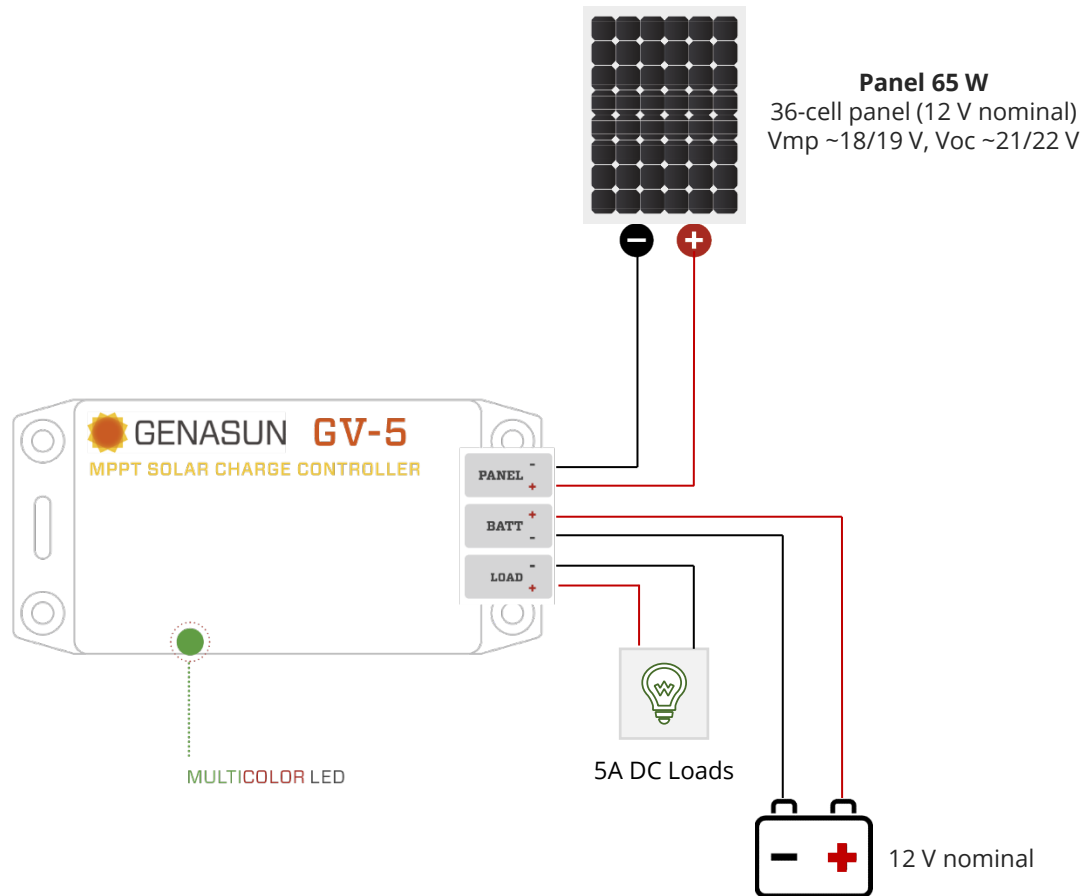 Panel 65 W
36-cell panel (12 V nominal)
Vmp ~18/19 V, Voc ~21/22 V
- +
GENASUN GV-5
MPPT SOLAR CHARGE CONTROLLER
PANEL - +
BATT + -
LOAD - +
MULTICOLOR LED
5A DC Loads
- +
12 V nominal